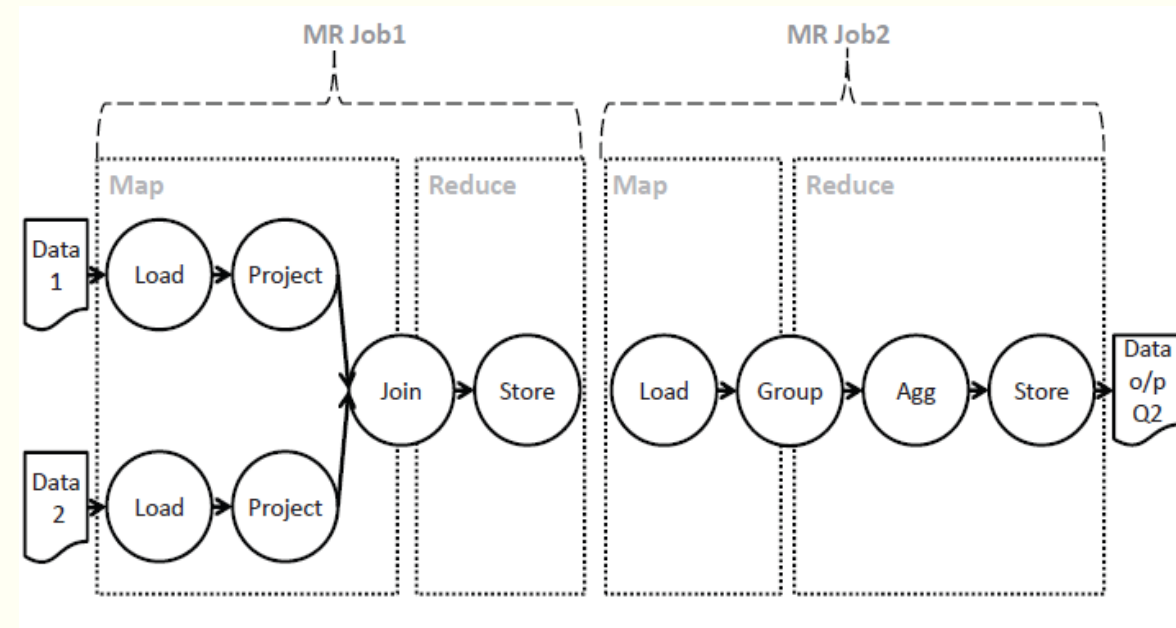 MR Job1
MR Job2
Map
Reduce
Map
Reduce
Data
1
Load
Project
Join
Store
Load
Group
Agg
Store
Data
o/p
Q2
Data
2
Load
Project